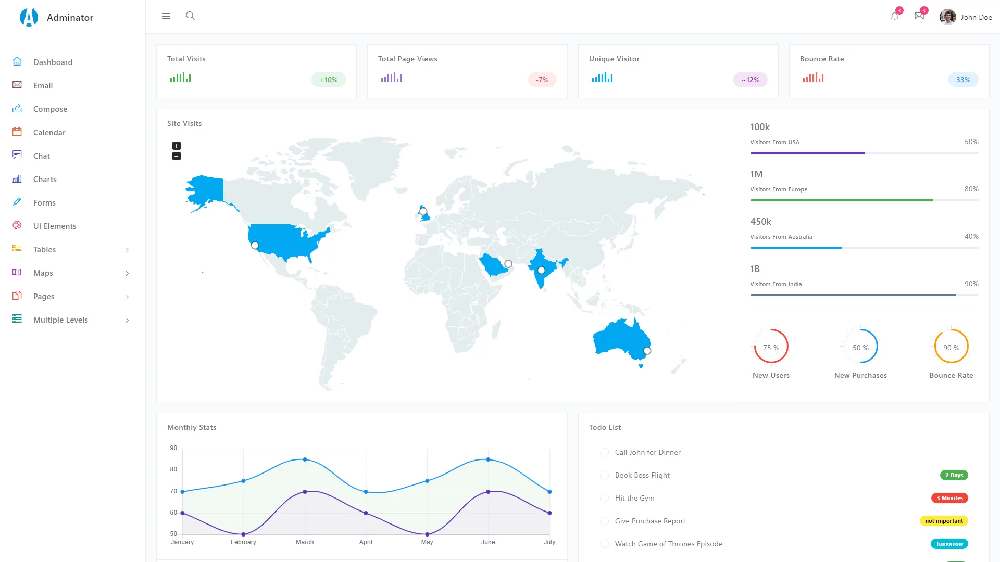 Adminator
3
3
John Doe
Dashboard
Email
Compose
Calendar
Chat
Charts
Forms
UI Elements
Tables
Maps
Pages
Multiple Levels
Total Visits
+10%
Total Page Views
-7%
Unique Visitor
~12%
Bounce Rate
33%
Site Visits
+
−
100k
Visitors From USA
50%
1M
Visitors From Europe
80%
450k
Visitors From Australia
40%
1B
Visitors From India
90%
75 %
New Users
50 %
New Purchases
90 %
Bounce Rate
Monthly Stats
90
80
70
60
50
January February March April May June July
Todo List
Call John for Dinner
Book Boss Flight
2 Days
Hit the Gym
3 Minutes
Give Purchase Report
not important
Watch Game of Thrones Episode
Tomorrow